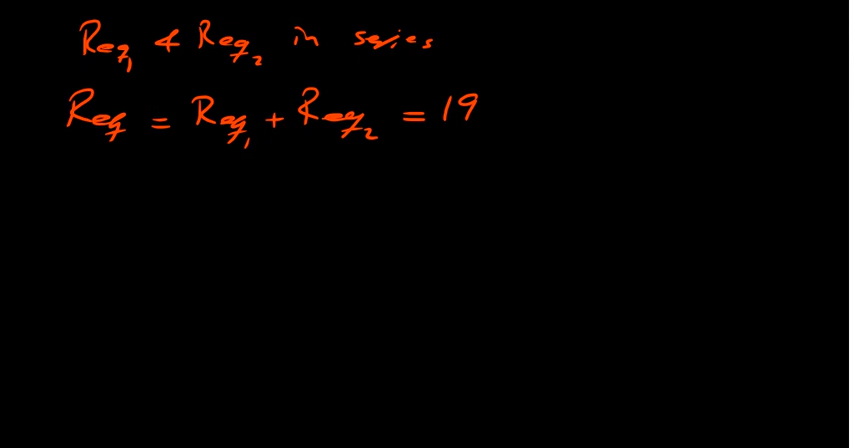 Req₁ & Req₂ in series
Req = Req₁ + Req₂ = 19